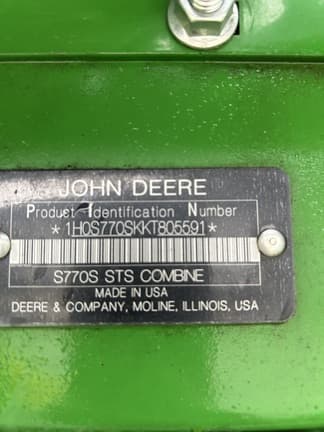 JOHN DEERE
Product Identification Number
*1H0S770SKKT805591*
S770S STS COMBINE
MADE IN USA
DEERE & COMPANY, MOLINE, ILLINOIS, USA